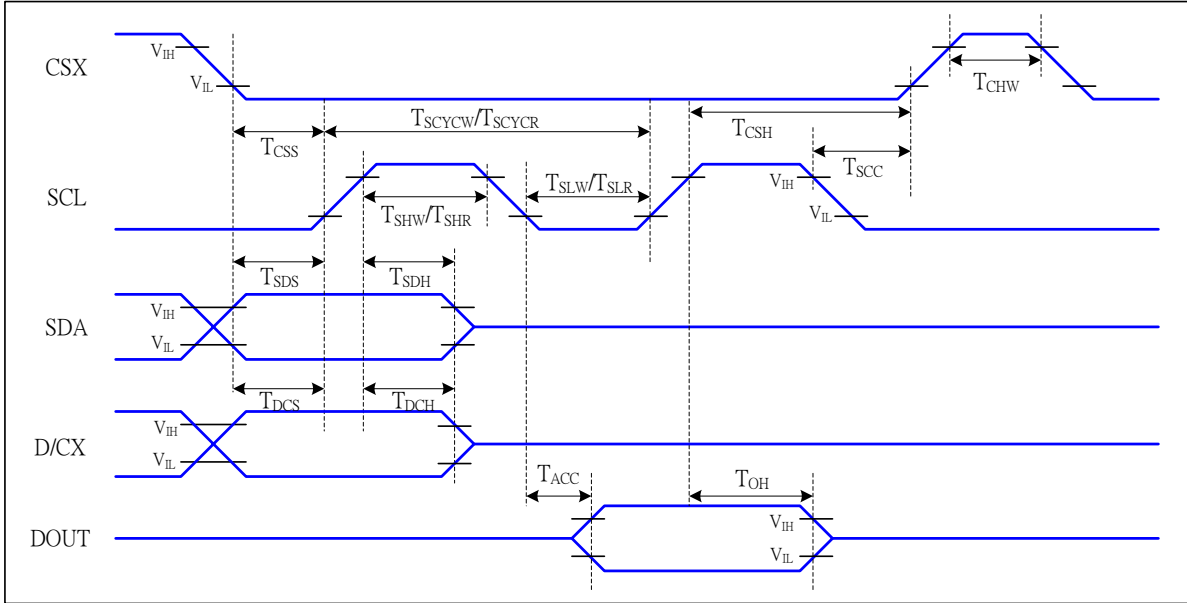 CSX
VIH
VIL
TCHW
TSCYCW/TSCYCR
TCSS
TCSH
TSCC
SCL
TSHW/TSHR
TSLW/TSLR
VIH
VIL
TSDS
TSDH
SDA
VIH
VIL
TDCS
TDCH
D/CX
VIH
VIL
TACC
TOH
DOUT
VIH
VIL